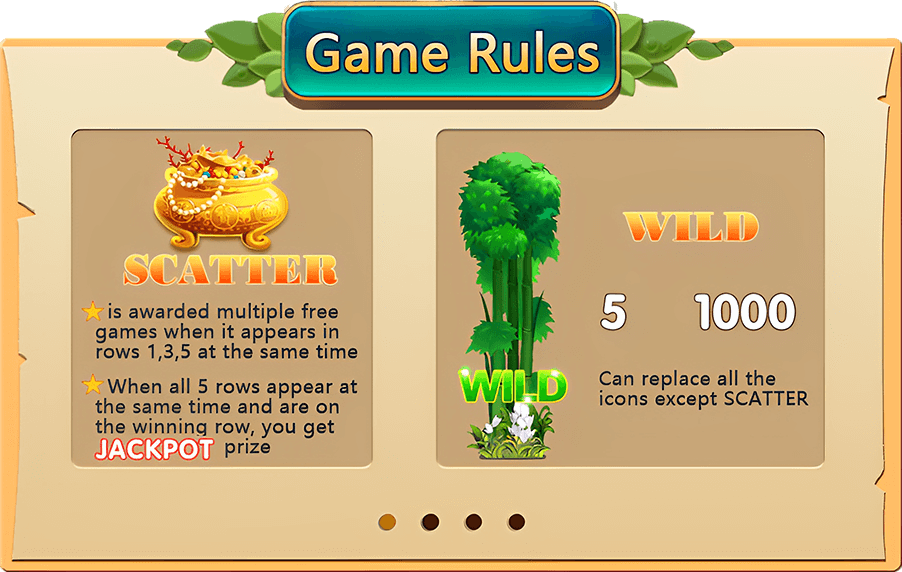 Game Rules
SCATTER
is awarded multiple free
games when it appears in
rows 1,3,5 at the same time
When all 5 rows appear at
the same time and are on
the winning row, you get
JACKPOT prize
WILD
WILD
5 1000
Can replace all the
icons except SCATTER